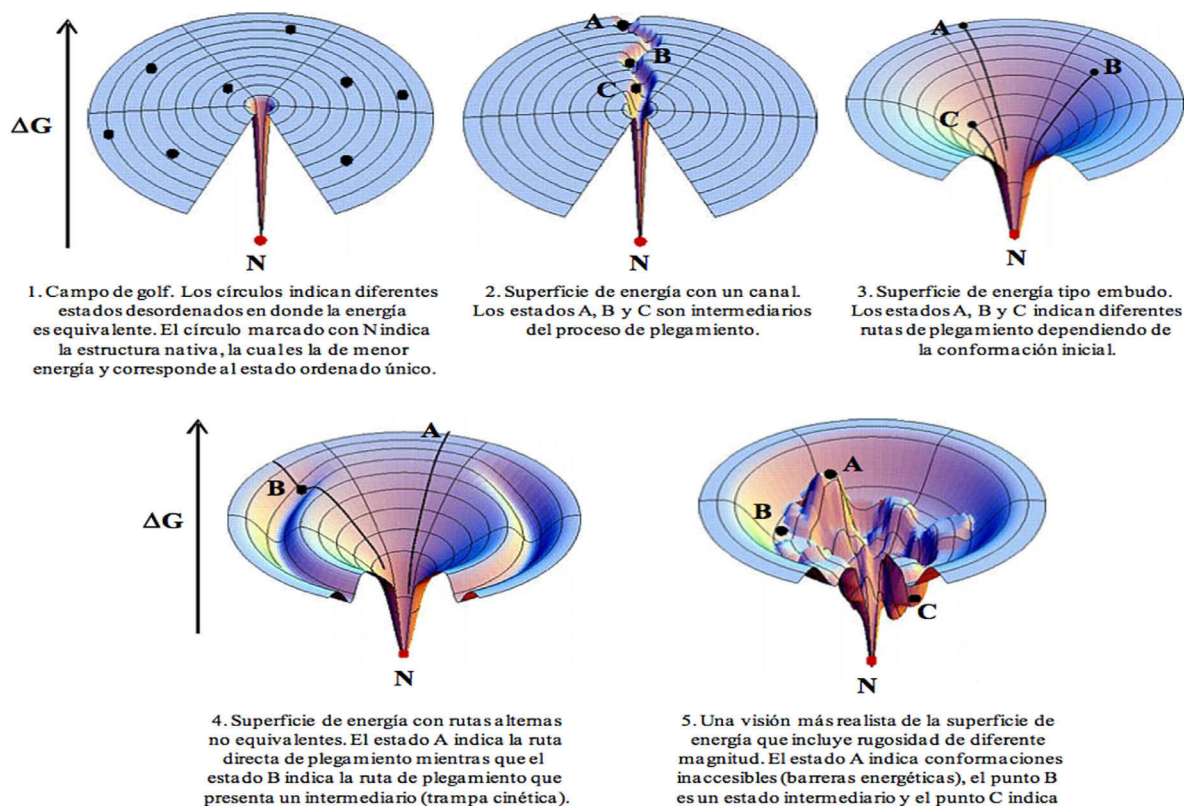 A
B
C
N
ΔG
1. Campo de golf. Los círculos indican diferentes
estados desordenados en donde la energía
es equivalente. El círculo marcado con N indica
la estructura nativa, la cual es la de menor
energía y corresponde al estado ordenado único.
A
B
C
N
2. Superficie de energía con un canal.
Los estados A, B y C son intermediarios
del proceso de plegamiento.
3. Superficie de energía tipo embudo.
Los estados A, B y C indican diferentes
rutas de plegamiento dependiendo de
la conformación inicial.
N
A
B
ΔG
N
4. Superficie de energía con rutas alternas
no equivalentes. El estado A indica la ruta
directa de plegamiento mientras que el
estado B indica la ruta de plegamiento que
presenta un intermediario (trampa cinética).
A
B
C
N
5. Una visión más realista de la superficie de
energía que incluye rugosidad de diferente
magnitud. El estado A indica conformaciones
inaccesibles (barreras energéticas), el punto B
es un estado intermediario y el punto C indica